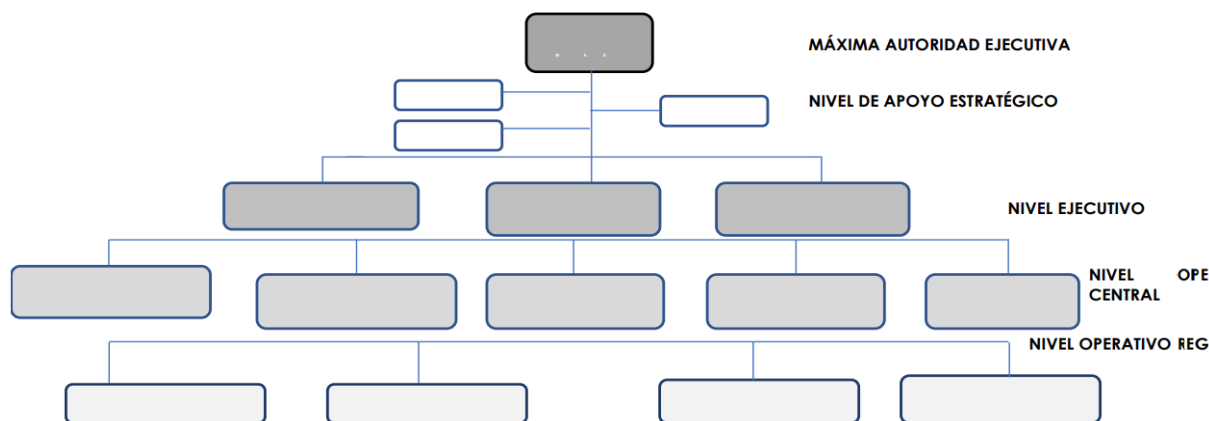 MÁXIMA AUTORIDAD EJECUTIVA
NIVEL DE APOYO ESTRATÉGICO
NIVEL EJECUTIVO
NIVEL OPE
CENTRAL
NIVEL OPERATIVO REG